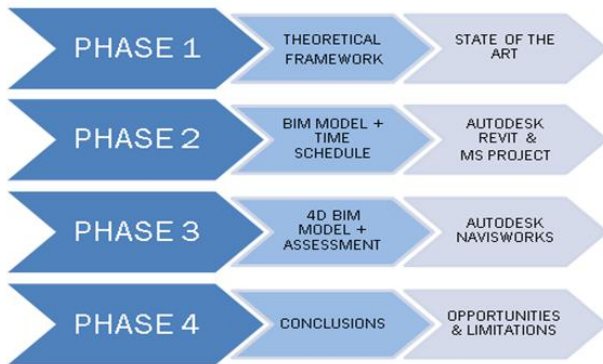 PHASE 1
THEORETICAL
FRAMEWORK
STATE OF THE
ART
PHASE 2
BIM MODEL +
TIME
SCHEDULE
AUTODESK
REVIT &
MS PROJECT
PHASE 3
4D BIM
MODEL +
ASSESSMENT
AUTODESK
NAVISWORKS
PHASE 4
CONCLUSIONS
OPPORTUNITIES
& LIMITATIONS